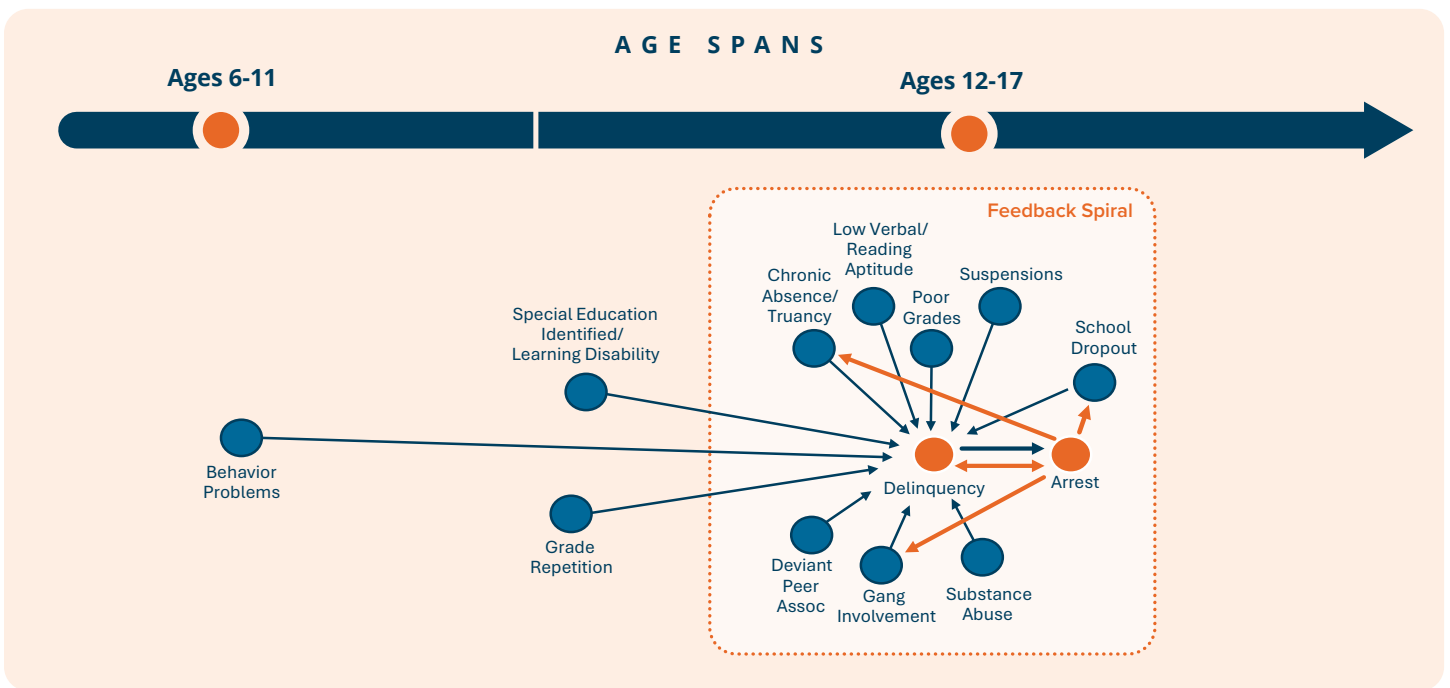 AGE SPANS
Ages 6-11
Ages 12-17
Feedback Spiral
Low Verbal/
Reading
Aptitude
Chronic
Absence/
Truancy
Poor
Grades
Suspensions
School
Dropout
Special Education
Identified/
Learning Disability
Behavior
Problems
Delinquency
Arrest
Grade
Repetition
Deviant
Peer
Assoc
Gang
Involvement
Substance
Abuse